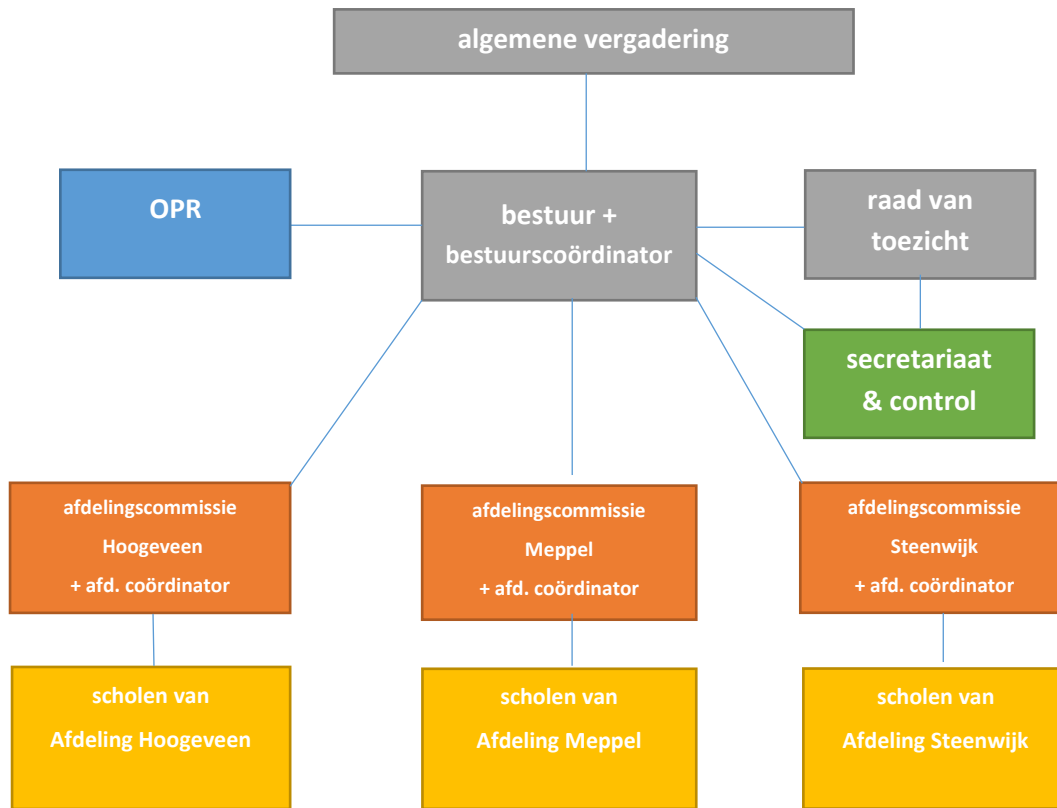 algemene vergadering
OPR
bestuur +
bestuurscoördinator
raad van
toezicht
secretariaat
& control
afdelingscommissie
Hoogeveen
+ afd. coördinator
afdelingscommissie
Meppel
+ afd. coördinator
afdelingscommissie
Steenwijk
+ afd. coördinator
scholen van
Afdeling Hoogeveen
scholen van
Afdeling Meppel
scholen van
Afdeling Steenwijk